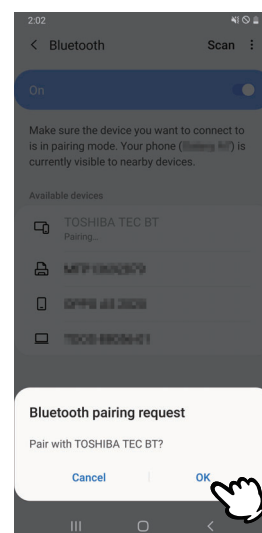 2:02
Bluetooth Scan
On
Make sure the device you want to connect to
is in pairing mode. Your phone ( ) is
currently visible to nearby devices.
Available devices
TOSHIBA TEC BT
Pairing...
Bluetooth pairing request
Pair with TOSHIBA TEC BT?
Cancel OK